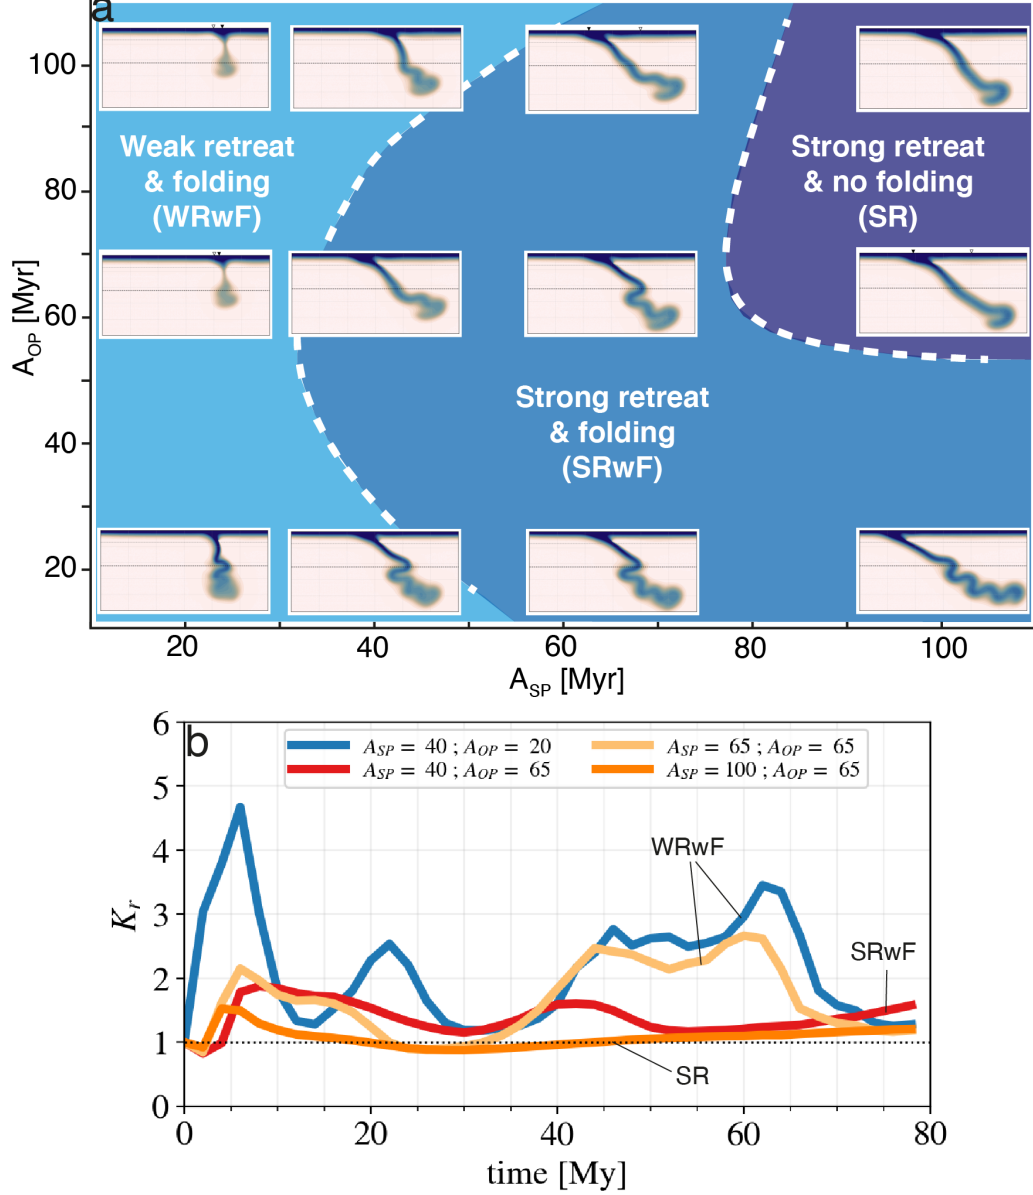 a
100
80
60
40
20
A_OP [Myr]
Weak retreat
& folding
(WRwF)
Strong retreat
& no folding
(SR)
Strong retreat
& folding
(SRwF)
20 40 60 80 100
A_SP [Myr]
b
A_SP = 40 ; A_OP = 20
A_SP = 40 ; A_OP = 65
A_SP = 65 ; A_OP = 65
A_SP = 100 ; A_OP = 65
6
5
4
3
2
1
0
K_r
WRwF
SRwF
SR
0 20 40 60 80
time [My]